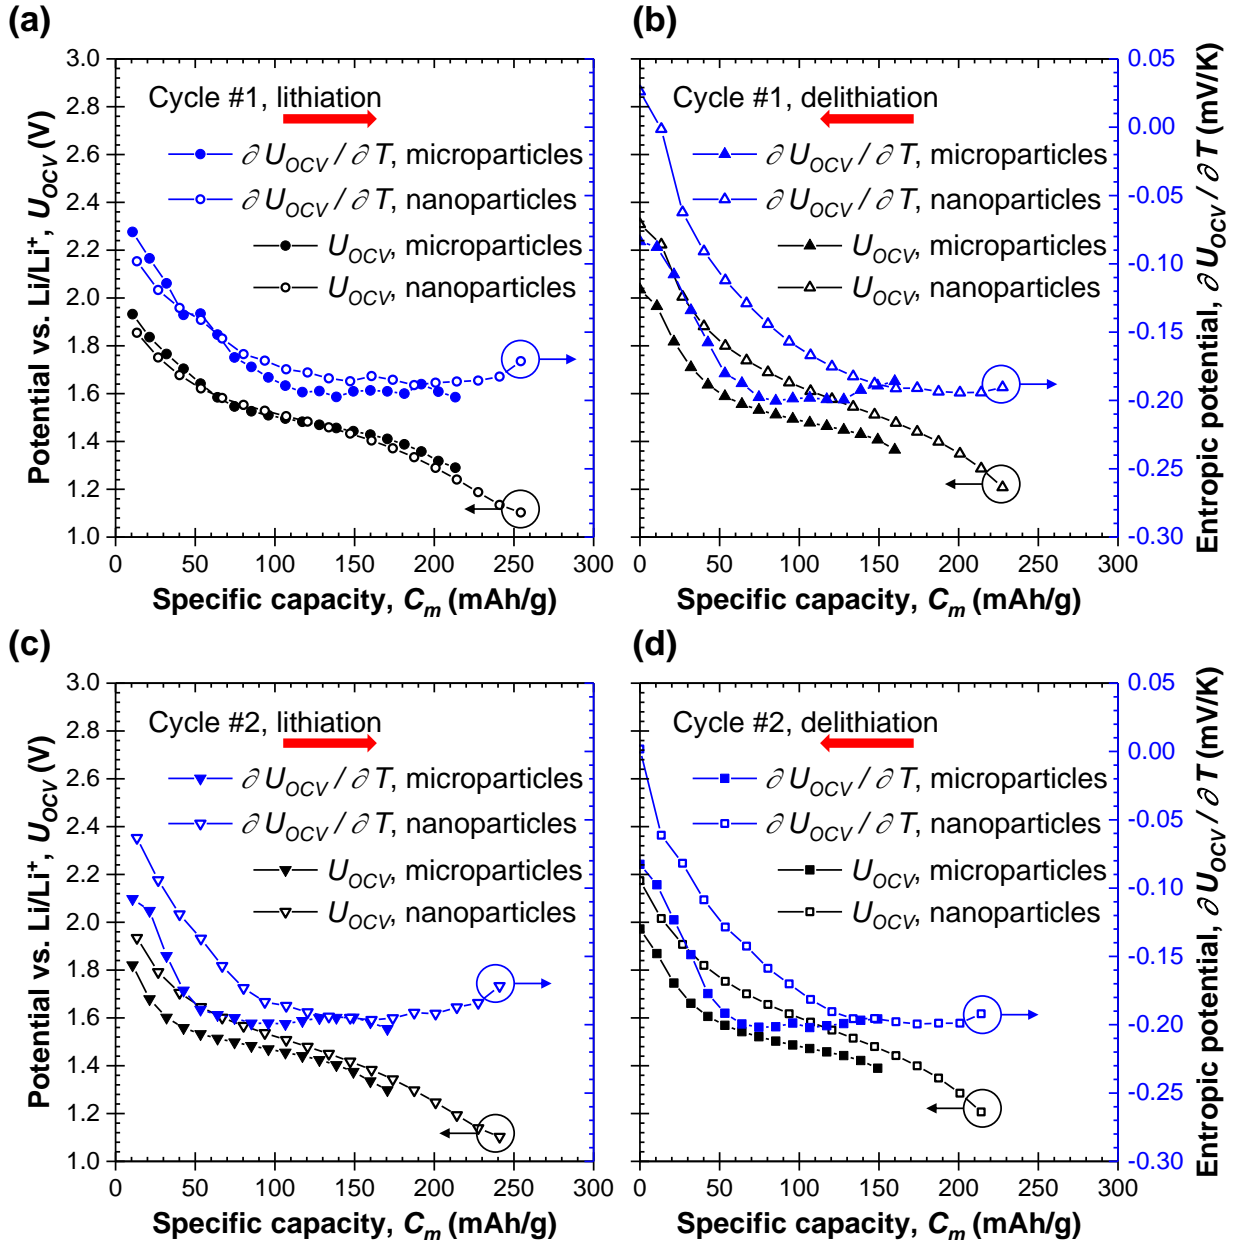 (a)
Potential vs. Li/Li⁺, U_OCV (V)
3.0
2.8
2.6
2.4
2.2
2.0
1.8
1.6
1.4
1.2
1.0
Cycle #1, lithiation
∂U_OCV / ∂T, microparticles
∂U_OCV / ∂T, nanoparticles
U_OCV, microparticles
U_OCV, nanoparticles
0 50 100 150 200 250 300
Specific capacity, C_m (mAh/g)
(b)
Cycle #1, delithiation
∂U_OCV / ∂T, microparticles
∂U_OCV / ∂T, nanoparticles
U_OCV, microparticles
U_OCV, nanoparticles
0.05
0.00
-0.05
-0.10
-0.15
-0.20
-0.25
-0.30
Entropic potential, ∂U_OCV / ∂T (mV/K)
0 50 100 150 200 250 300
Specific capacity, C_m (mAh/g)
(c)
Potential vs. Li/Li⁺, U_OCV (V)
3.0
2.8
2.6
2.4
2.2
2.0
1.8
1.6
1.4
1.2
1.0
Cycle #2, lithiation
∂U_OCV / ∂T, microparticles
∂U_OCV / ∂T, nanoparticles
U_OCV, microparticles
U_OCV, nanoparticles
0 50 100 150 200 250 300
Specific capacity, C_m (mAh/g)
(d)
Cycle #2, delithiation
∂U_OCV / ∂T, microparticles
∂U_OCV / ∂T, nanoparticles
U_OCV, microparticles
U_OCV, nanoparticles
0.05
0.00
-0.05
-0.10
-0.15
-0.20
-0.25
-0.30
Entropic potential, ∂U_OCV / ∂T (mV/K)
0 50 100 150 200 250 300
Specific capacity, C_m (mAh/g)